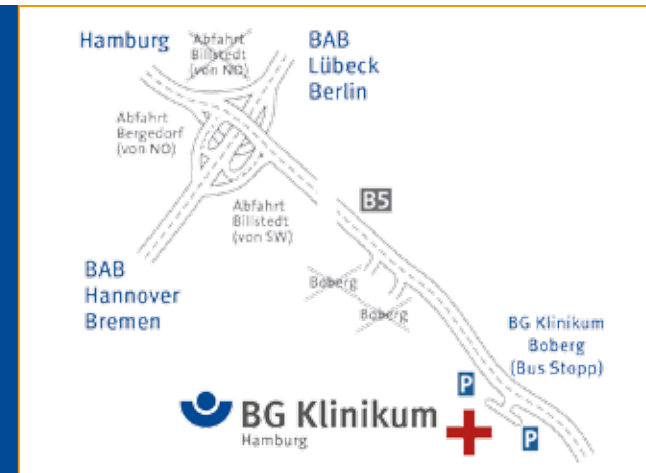 Hamburg
Abfahrt
Billstedt
(von NO)
BAB
Lübeck
Berlin
Abfahrt
Bergedorf
(von NO)
B5
Abfahrt
Billstedt
(von SW)
BAB
Hannover
Bremen
Boberg
Boberg
BG Klinikum
Boberg
(Bus Stopp)
P
BG Klinikum
Hamburg
P